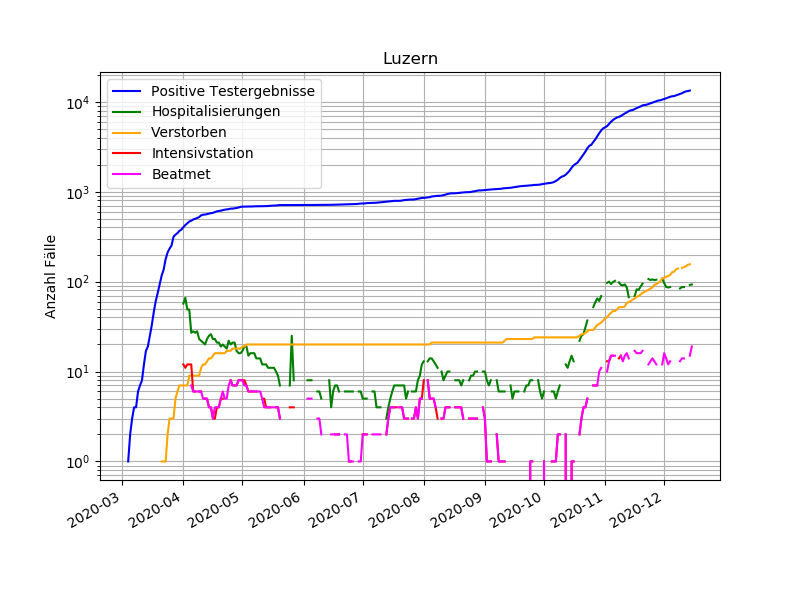 Luzern
Positive Testergebnisse
Hospitalisierungen
Verstorben
Intensivstation
Beatmet
Anzahl Fälle
10⁴
10³
10²
10¹
10⁰
2020-03
2020-04
2020-05
2020-06
2020-07
2020-08
2020-09
2020-10
2020-11
2020-12